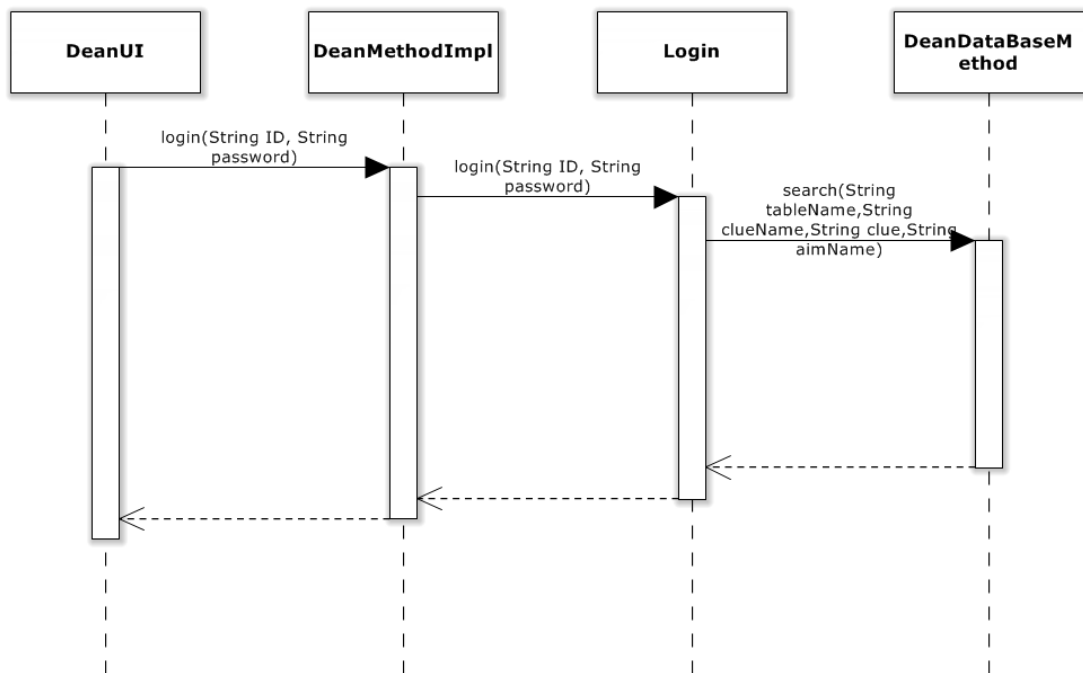 DeanUI
DeanMethodImpl
Login
DeanDataBaseM
ethod
login(String ID, String
password)
login(String ID, String
password)
search(String
tableName,String
clueName,String clue,String
aimName)